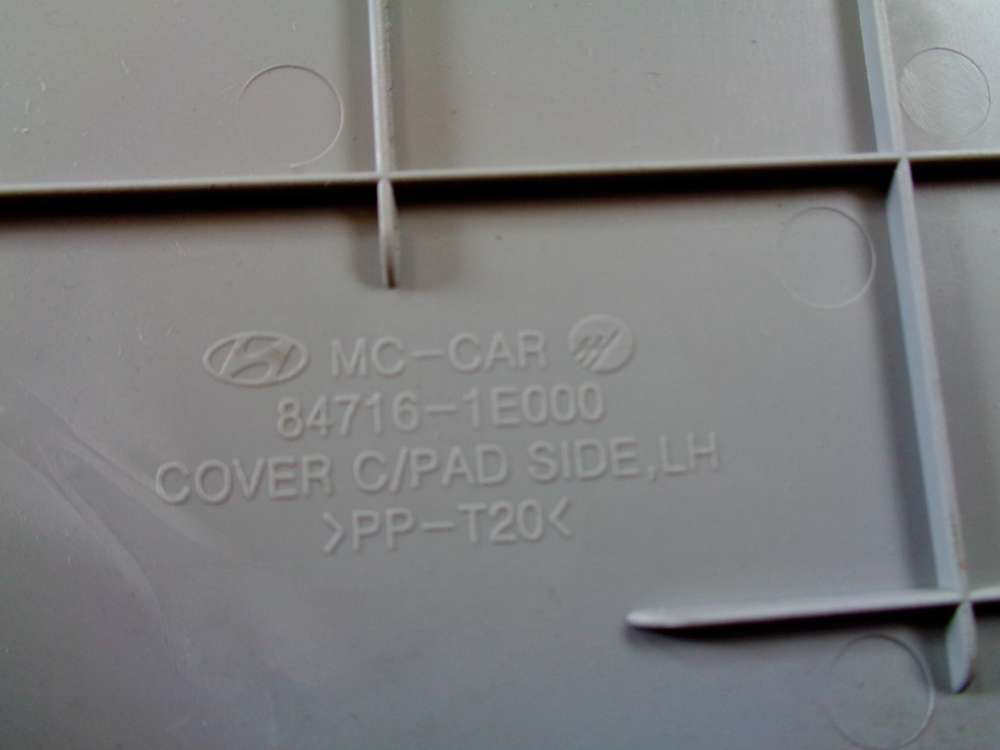 MC-CAR
84716-1E000
COVER C/PAD SIDE,LH
>PP-T20<